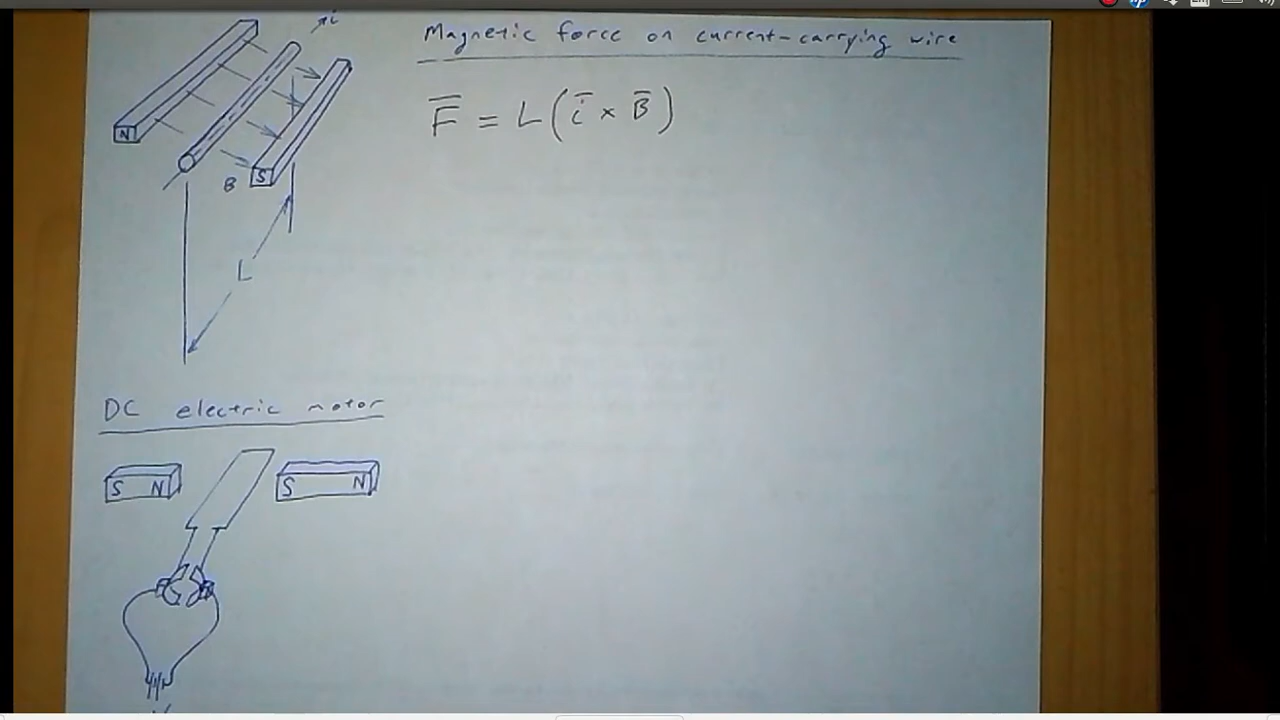 i
Magnetic force on current-carrying wire
F̅ = L(i̅ × B̅)
N
B
S
L
DC electric motor
S N S N